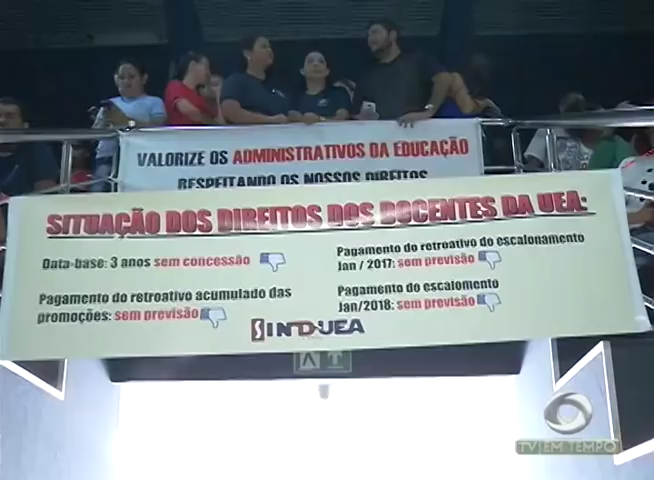 VALORIZE OS ADMINISTRATIVOS DA EDUCAÇÃO
RESPEITANDO OS NOSSOS DIREITOS
SITUAÇÃO DOS DIREITOS DOS DOCENTES DA UEA:
Data-base: 3 anos sem concessão
Pagamento do retroativo acumulado das
promoções: sem previsão
Pagamento do retroativo do escalonamento
Jan / 2017: sem previsão
Pagamento do escalomento
Jan/2018: sem previsão
SIND-UEA
TV EM TEMPO